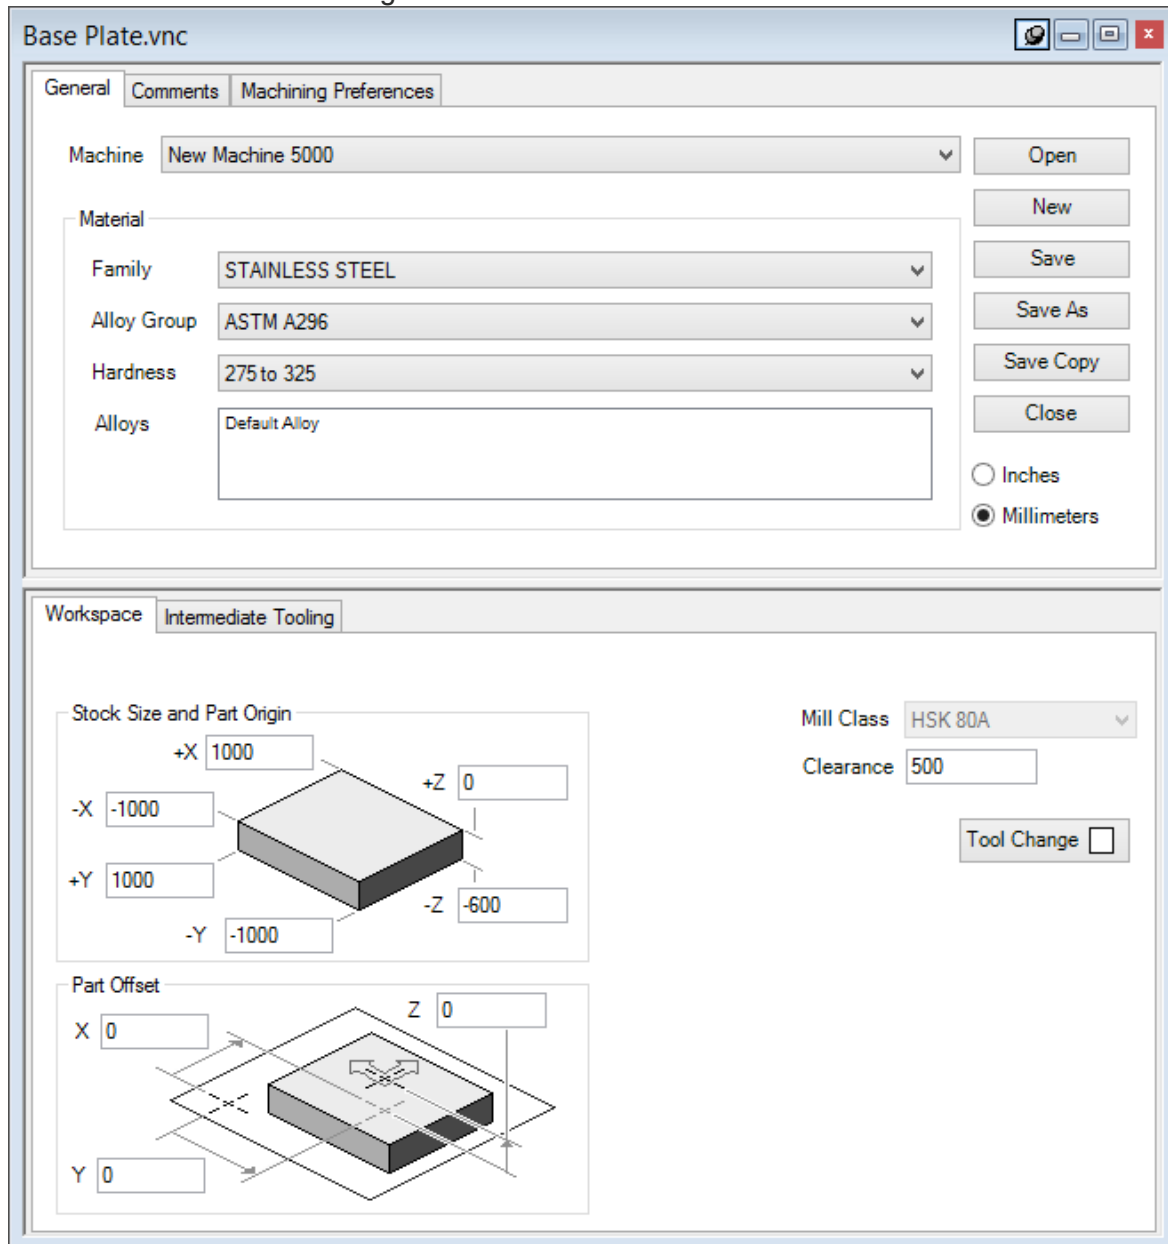 Base Plate.vnc
General Comments Machining Preferences
Machine New Machine 5000
Open
Material
New
Family STAINLESS STEEL
Save
Alloy Group ASTM A296
Save As
Hardness 275 to 325
Save Copy
Alloys Default Alloy
Close
Inches
Millimeters
Workspace Intermediate Tooling
Stock Size and Part Origin
Mill Class HSK 80A
+X 1000
Clearance 500
+Z 0
-X -1000
Tool Change
+Y 1000
-Z -600
-Y -1000
Part Offset
Z 0
X 0
Y 0